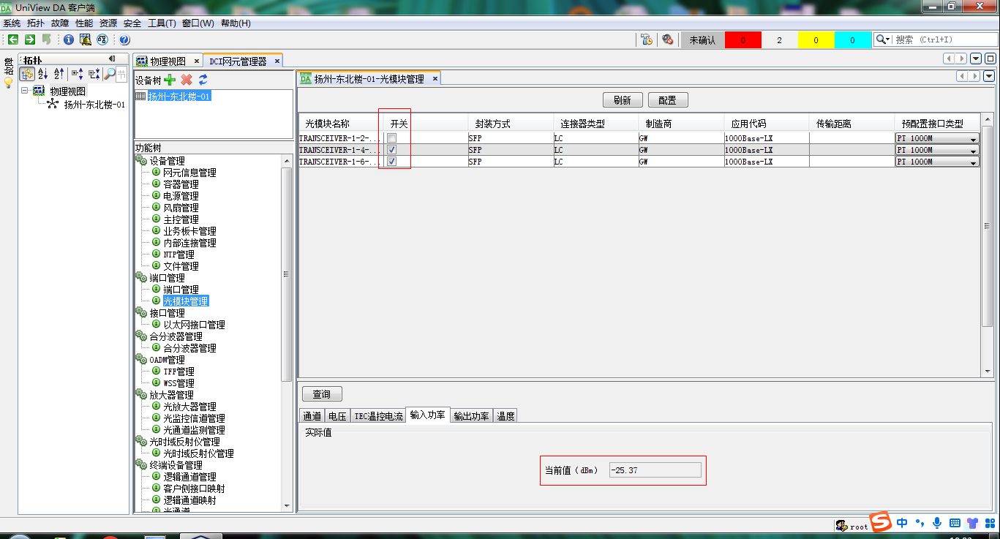 UniView DA 客户端
系统 拓扑 故障 性能 资源 安全 工具(T) 窗口(W) 帮助(H)
未确认 0 2 0 0 搜索 (Ctrl+I)
拓扑
物理视图
扬州-东北楼-01
物理视图 × DCI网元管理器 ×
设备树
扬州-东北楼-01
功能树
设备管理
网元信息管理
容器管理
电源管理
风扇管理
主控管理
业务板卡管理
内部连接管理
NTP管理
文件管理
端口管理
端口管理
光模块管理
接口管理
以太网接口管理
合分波器管理
合分波器管理
OADM管理
TFF管理
WSS管理
放大器管理
光放大器管理
光监控信道管理
光通道监测管理
光时域反射仪管理
光时域反射仪管理
终端设备管理
逻辑通道管理
客户侧接口映射
逻辑通道映射
光通道
DA 扬州-东北楼-01-光模块管理 ×
刷新 配置
光模块名称 开关 封装方式 连接器类型 制造商 应用代码 传输距离 预配置接口类型
TRANSCEIVER-1-2-... SFP LC GW 1000Base-LX PT 1000M
TRANSCEIVER-1-4-... SFP LC GW 1000Base-LX PT 1000M
TRANSCEIVER-1-6-... SFP LC GW 1000Base-LX PT 1000M
查询
通道 电压 TEC温控电流 输入功率 输出功率 温度
实际值
当前值（dBm） -25.37
root
中